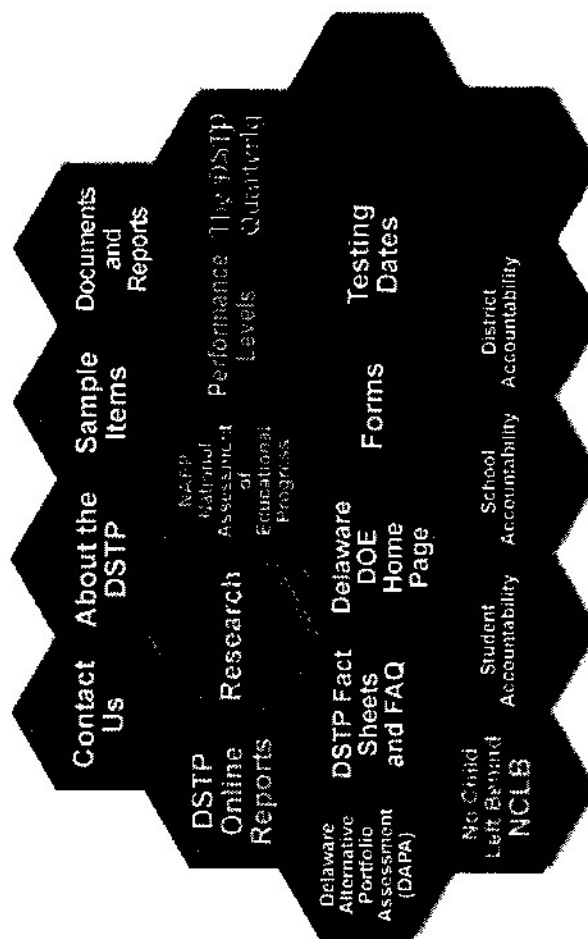 Contact
Us
About the
DSTP
Sample
Items
Documents
and
Reports
DSTP
Online
Reports
Research
NAEP
National
Assessment
of
Educational
Progress
Performance
Levels
The DSTP
Quarterly
Delaware
Alternative
Portfolio
Assessment
(DAPA)
DSTP Fact
Sheets
and FAQ
Delaware
DOE
Home
Page
Forms
Testing
Dates
No Child
Left Behind
NCLB
Student
Accountability
School
Accountability
District
Accountability